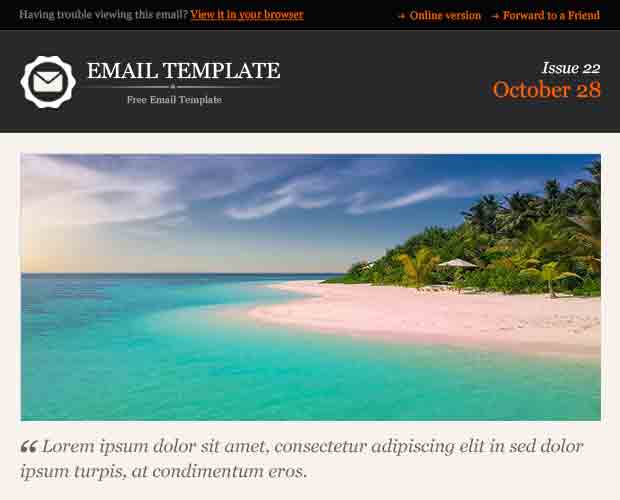 Having trouble viewing this email? View it in your browser
→ Online version → Forward to a Friend
EMAIL TEMPLATE
Free Email Template
Issue 22
October 28
“ Lorem ipsum dolor sit amet, consectetur adipiscing elit in sed dolor
ipsum turpis, at condimentum eros.